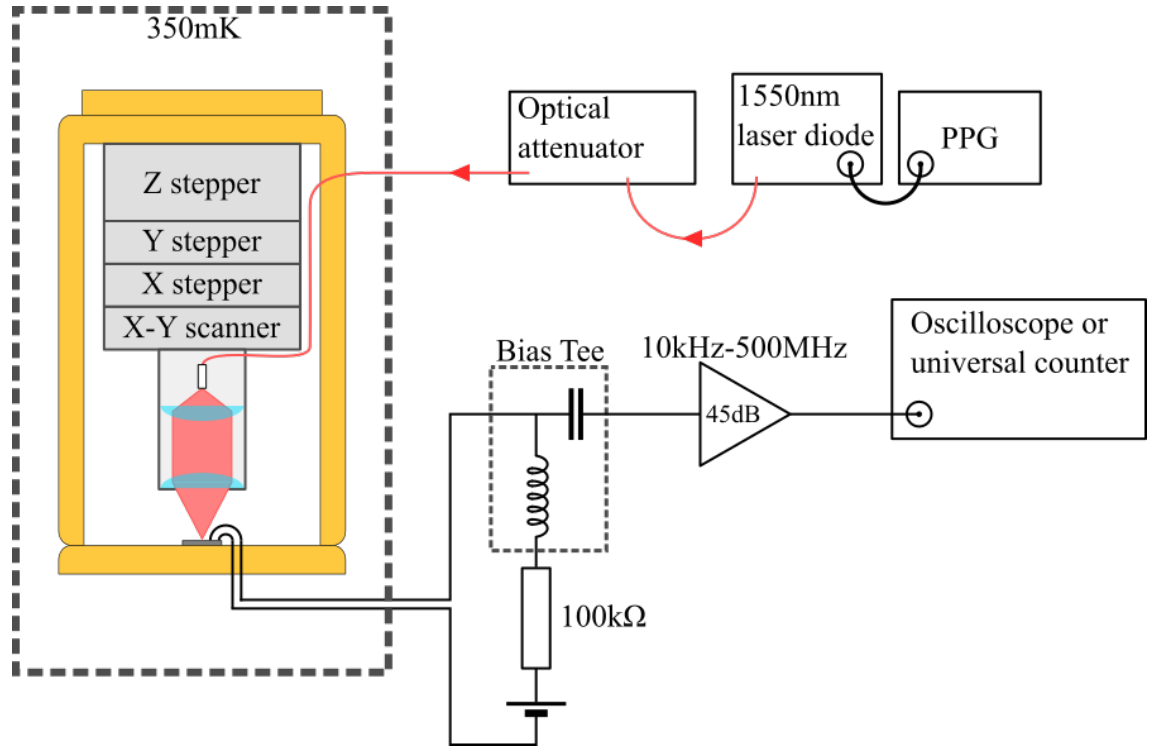 350mK
Z stepper
Y stepper
X stepper
X-Y scanner
Optical
attenuator
1550nm
laser diode
PPG
Bias Tee
10kHz-500MHz
45dB
Oscilloscope or
universal counter
100kΩ